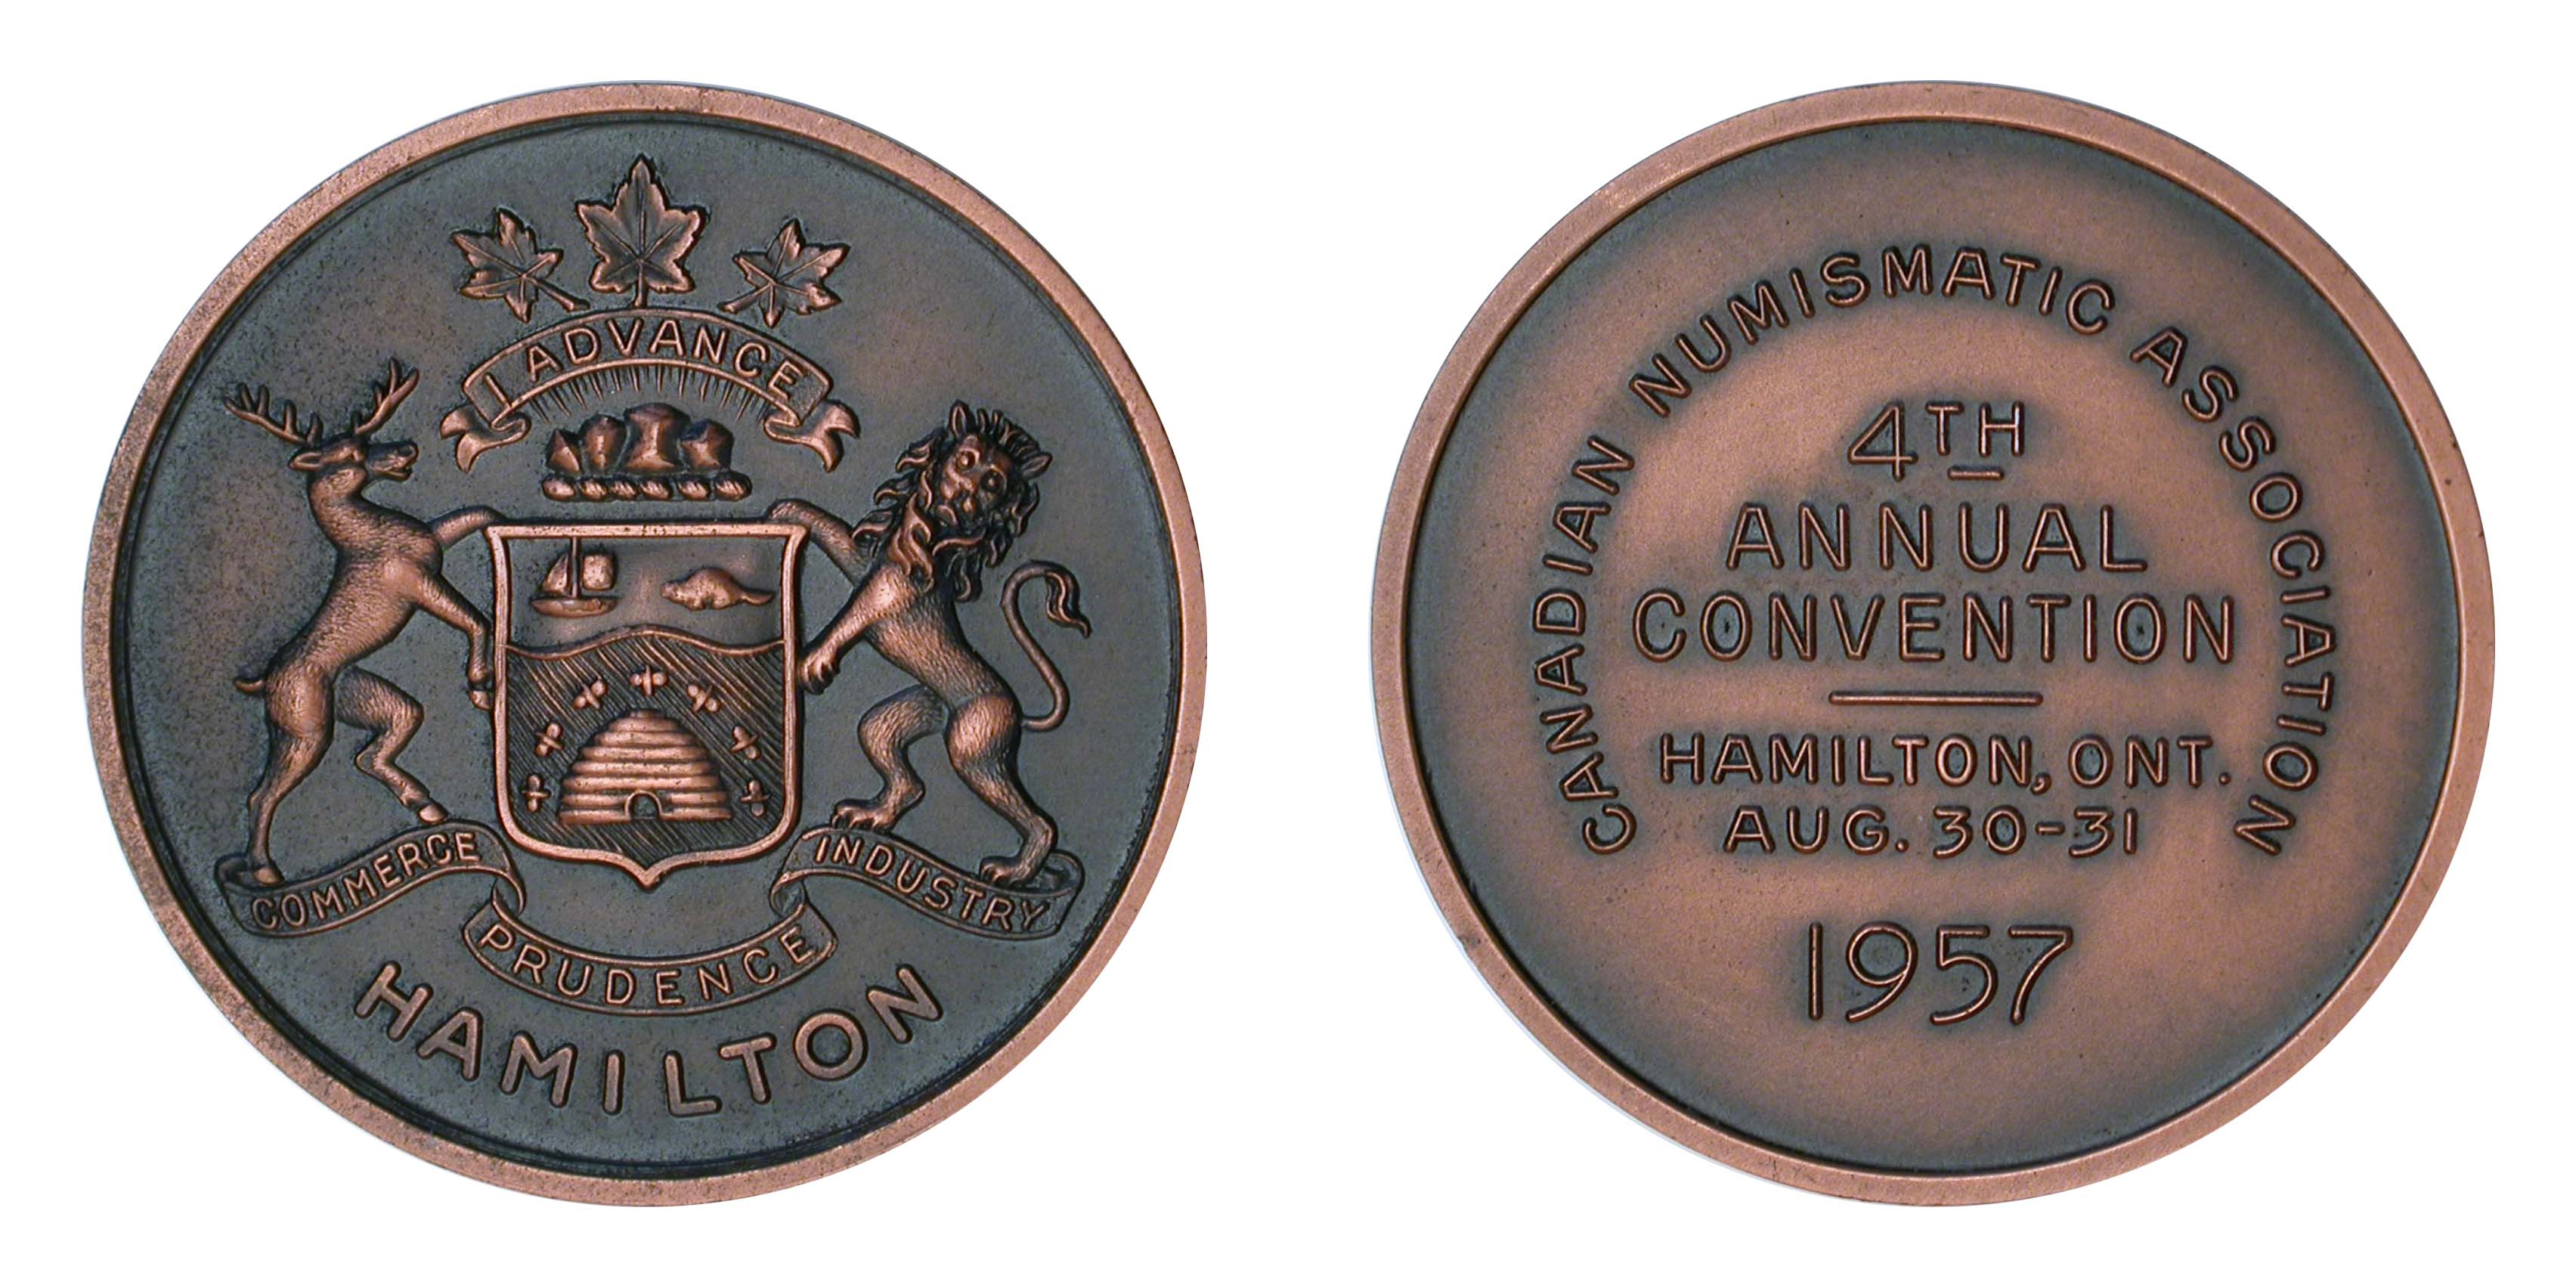 I ADVANCE
COMMERCE
PRUDENCE
INDUSTRY
HAMILTON
CANADIAN NUMISMATIC ASSOCIATION
4TH
ANNUAL
CONVENTION
HAMILTON, ONT.
AUG. 30-31
1957